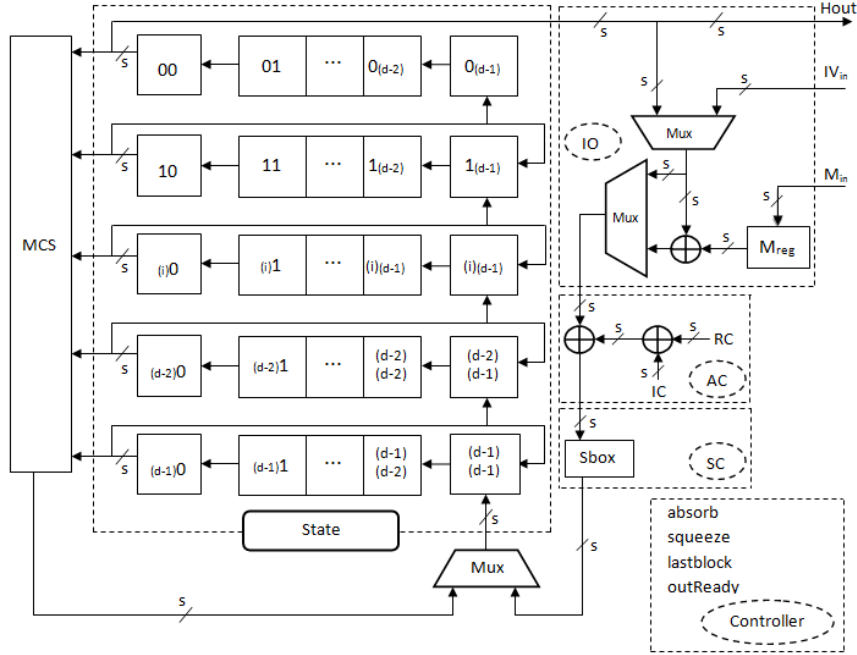 Hout
s s s
00 01 ... 0(d-2) 0(d-1)
s s IVin
Mux
IO
s
10 11 ... 1(d-2) 1(d-1)
s s Min
s
MCS
Mux
s
s Mreg
(i)0 (i)1 ... (i)(d-1) (i)(d-1)
s
s s s RC
s
(d-2)0 (d-2)1 ... (d-2)(d-2) (d-2)(d-1)
s IC AC
s
s
(d-1)0 (d-1)1 ... (d-1)(d-2) (d-1)(d-1)
Sbox SC
s
State
s
absorb
squeeze
lastblock
outReady
Controller
Mux
s